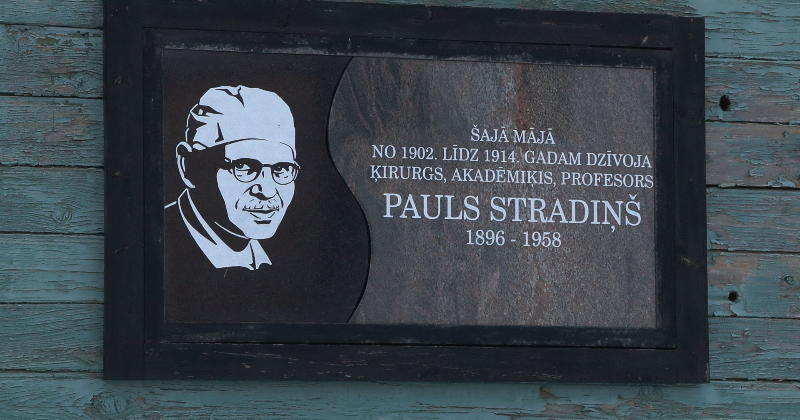 ŠAJĀ MĀJĀ
NO 1902. LĪDZ 1914. GADAM DZĪVOJA
ĶIRURGS, AKADĒMIĶIS, PROFESORS
PAULS STRADIŅŠ
1896 - 1958